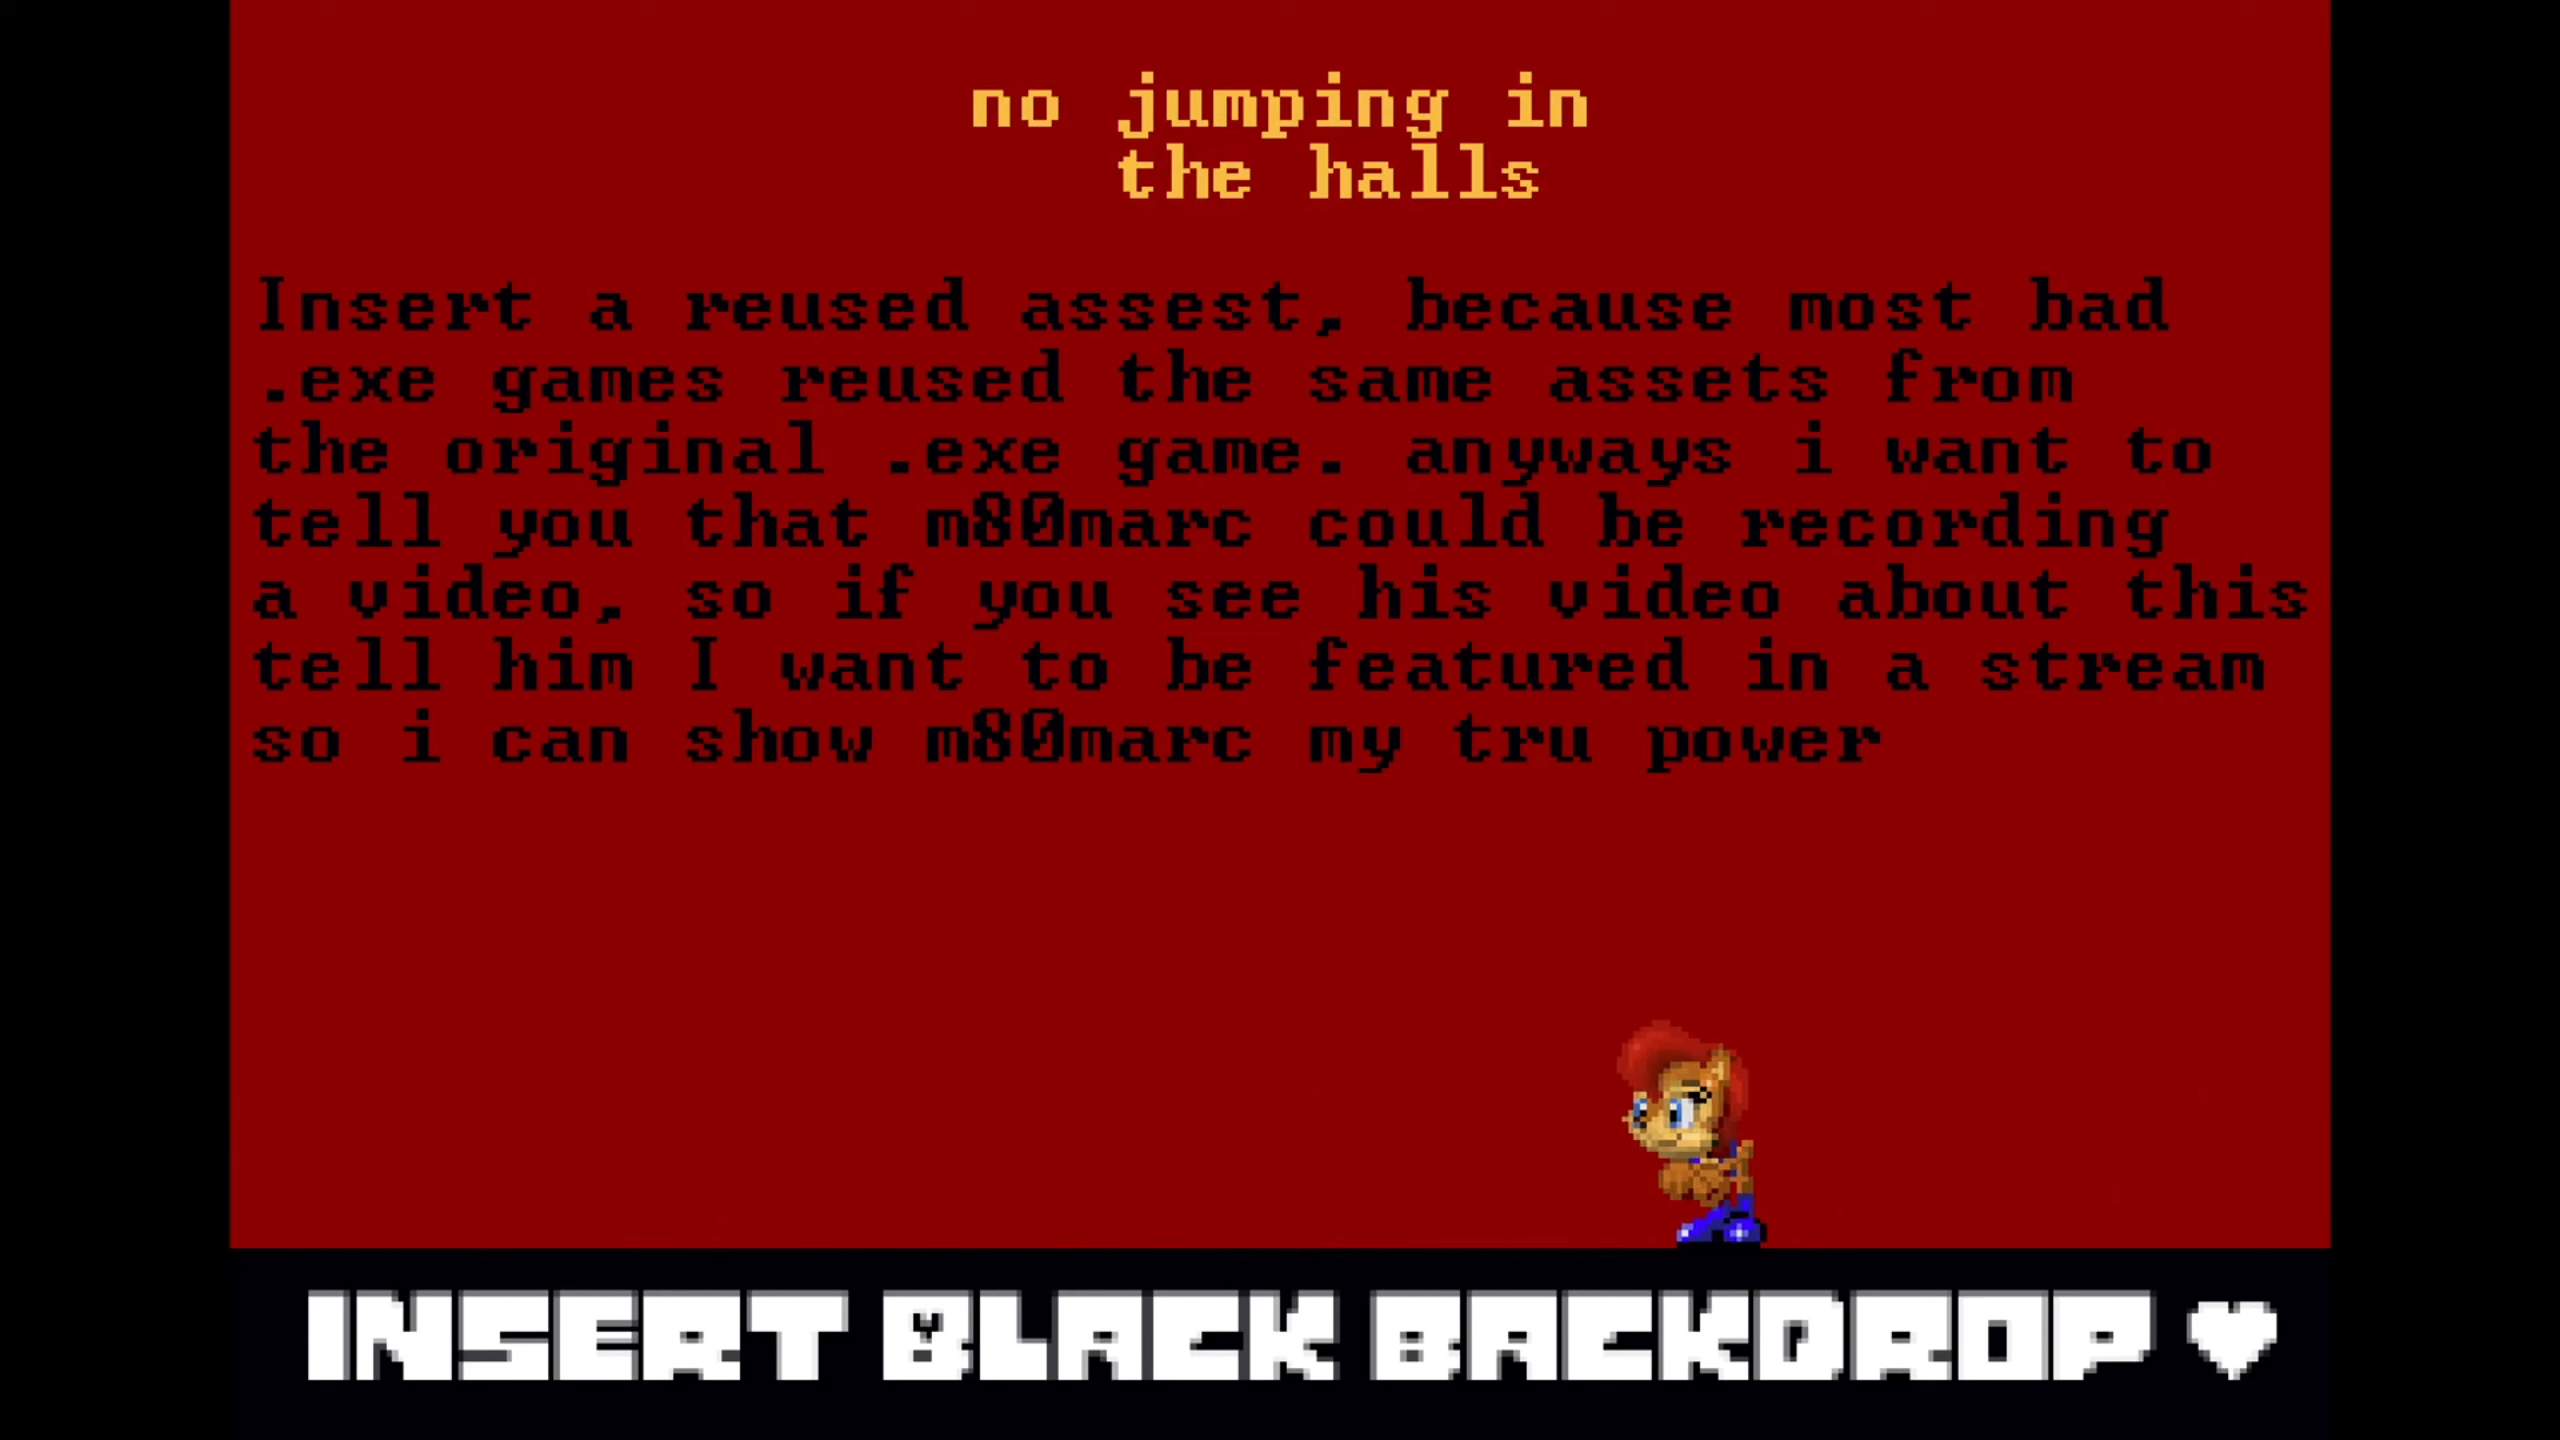 no jumping in
the halls
Insert a reused assest, because most bad
.exe games reused the same assets from
the original .exe game. anyways i want to
tell you that m80marc could be recording
a video, so if you see his video about this
tell him I want to be featured in a stream
so i can show m80marc my tru power
INSERT BLACK BACKDROP ♥